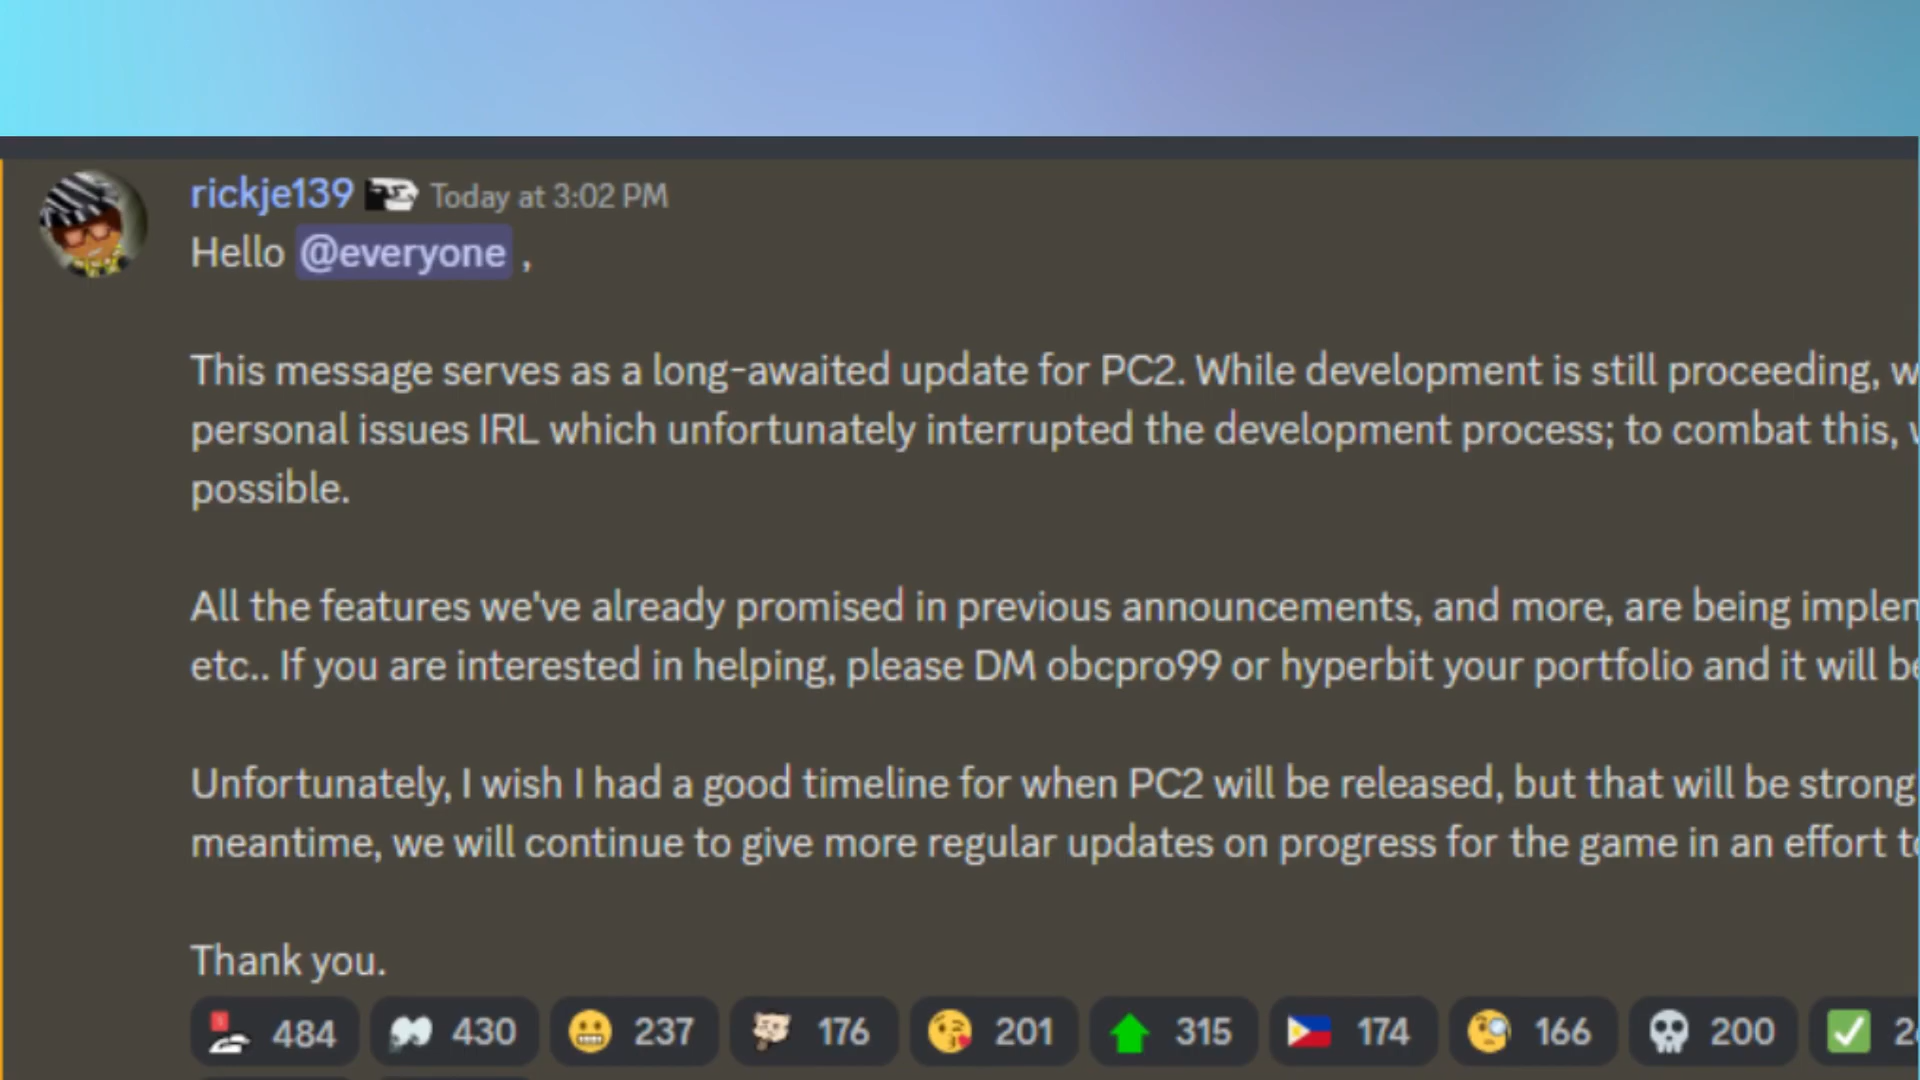 rickje139 Today at 3:02 PM
Hello @everyone ,
This message serves as a long-awaited update for PC2. While development is still proceeding,
personal issues IRL which unfortunately interrupted the development process; to combat this,
possible.
All the features we've already promised in previous announcements, and more, are being
etc.. If you are interested in helping, please DM obcpro99 or hyperbit your portfolio and it will
Unfortunately, I wish I had a good timeline for when PC2 will be released, but that will be
meantime, we will continue to give more regular updates on progress for the game in an effort
Thank you.
484 430 237 176 201 315 174 166 200